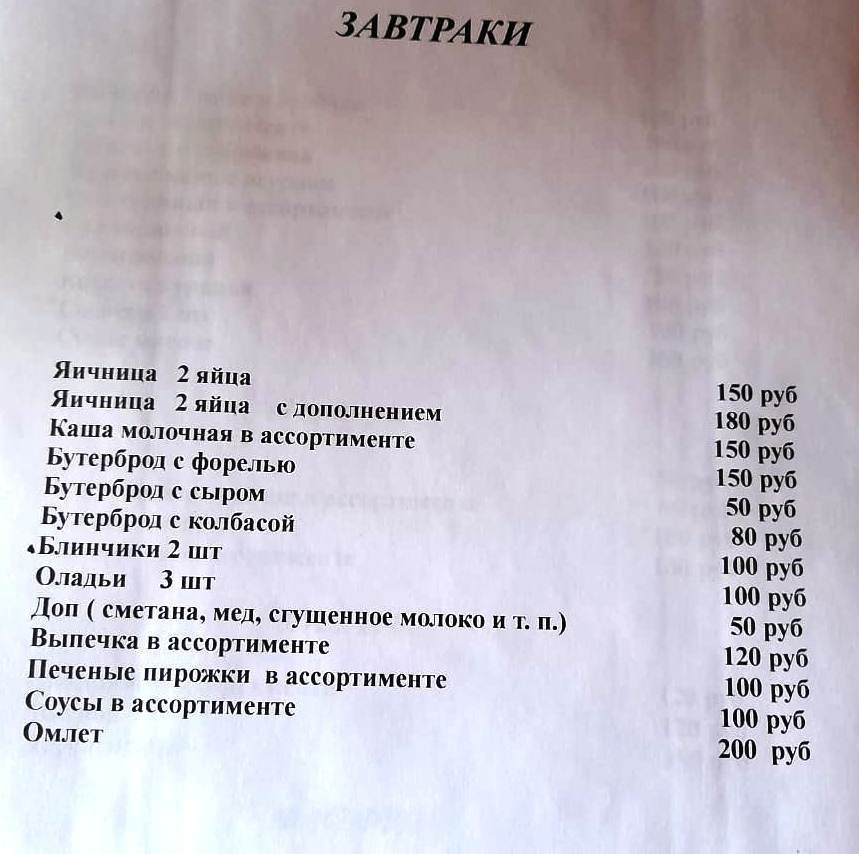 ЗАВТРАКИ
Яичница 2 яйца 150 руб
Яичница 2 яйца с дополнением 180 руб
Каша молочная в ассортименте 150 руб
Бутерброд с форелью 150 руб
Бутерброд с сыром 50 руб
Бутерброд с колбасой 80 руб
Блинчики 2 шт 100 руб
Оладьи 3 шт 100 руб
Доп ( сметана, мед, сгущенное молоко и т. п.) 50 руб
Выпечка в ассортименте 120 руб
Печеные пирожки в ассортименте 100 руб
Соусы в ассортименте 100 руб
Омлет 200 руб